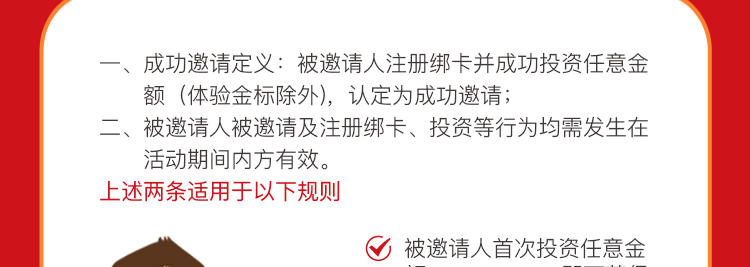 一、成功邀请定义：被邀请人注册绑卡并成功投资任意金
额（体验金标除外），认定为成功邀请；
二、被邀请人被邀请及注册绑卡、投资等行为均需发生在
活动期间内方有效。
上述两条适用于以下规则
被邀请人首次投资任意金